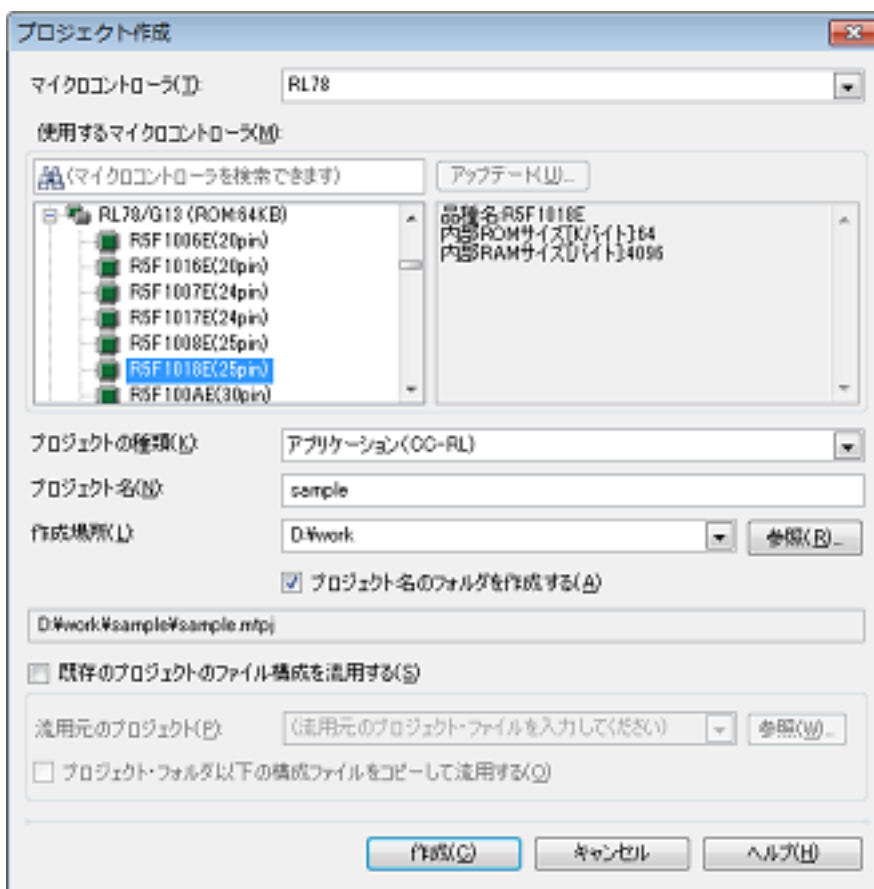 プロジェクト作成
マイクロコントローラ(T): RL78
使用するマイクロコントローラ(M):
(マイクロコントローラを検索できます) アップデート(U)...
RL78/G13 (ROM:64KB)
R5F1006E(20pin)
R5F1016E(20pin)
R5F1007E(24pin)
R5F1017E(24pin)
R5F1008E(25pin)
R5F1018E(25pin)
R5F100AE(30pin)
品種名:R5F1018E
内部ROMサイズ[Kバイト]:64
内部RAMサイズ[バイト]:4096
プロジェクトの種類(K): アプリケーション(CC-RL)
プロジェクト名(N): sample
作成場所(L): D:¥work 参照(R)...
プロジェクト名のフォルダを作成する(A)
D:¥work¥sample¥sample.mtpj
既存のプロジェクトのファイル構成を流用する(S)
流用元のプロジェクト(P): (流用元のプロジェクト・ファイルを入力してください) 参照(W)...
プロジェクト・フォルダ以下の構成ファイルをコピーして流用する(O)
作成(C) キャンセル ヘルプ(H)